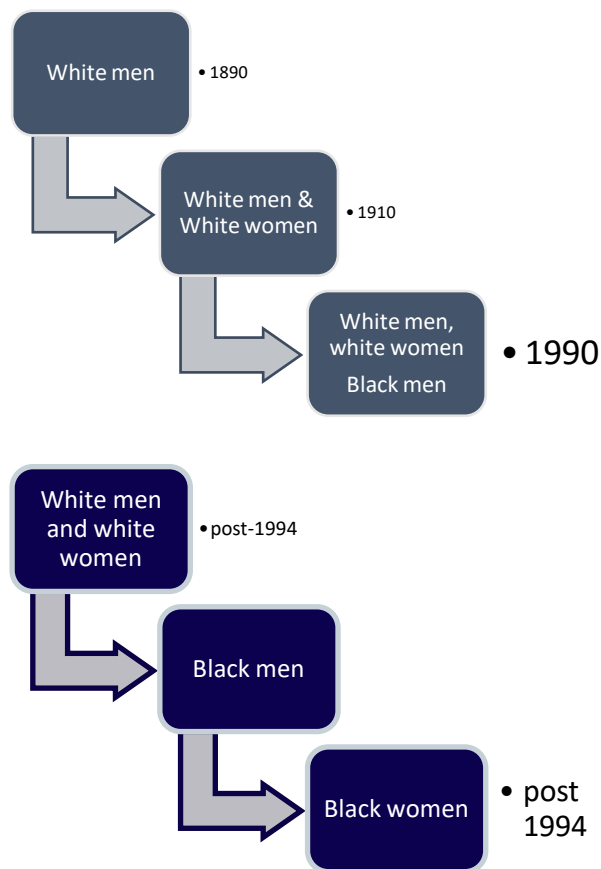 White men
• 1890
White men &
White women
• 1910
White men,
white women
Black men
• 1990
White men
and white
women
• post-1994
Black men
Black women
• post
1994